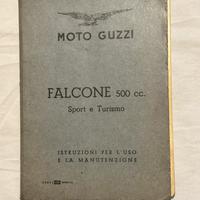 MOTO GUZZI
FALCONE 500 cc.
Sport e Turismo
ISTRUZIONI PER L'USO
E LA MANUTENZIONE